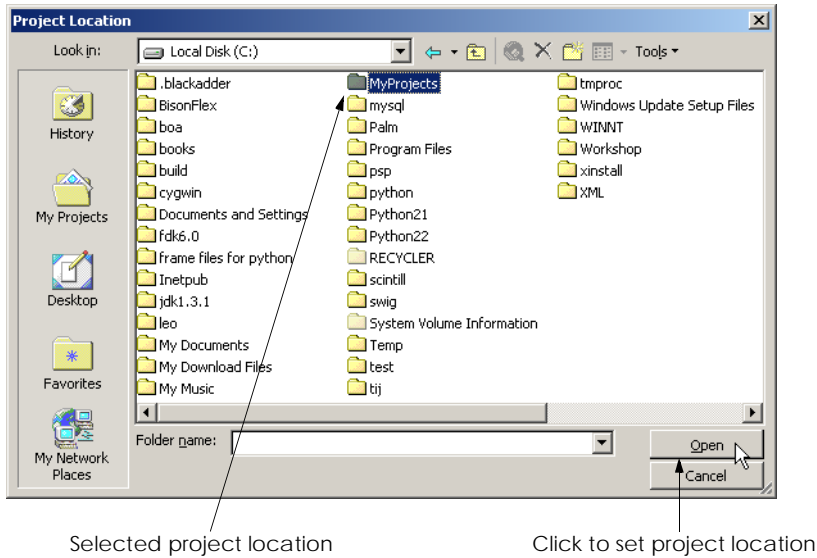 Project Location
Look in:
Local Disk (C:)
Tools
History
My Projects
Desktop
Favorites
My Network
Places
.blackadder
BisonFlex
boa
books
build
cygwin
Documents and Settings
fdk6.0
frame files for python
Inetpub
jdk1.3.1
leo
My Documents
My Download Files
My Music
MyProjects
mysql
Palm
Program Files
psp
python
Python21
Python22
RECYCLER
scintill
swig
System Volume Information
Temp
test
tij
tmproc
Windows Update Setup Files
WINNT
Workshop
xinstall
XML
Folder name:
Open
Cancel
Selected project location
Click to set project location